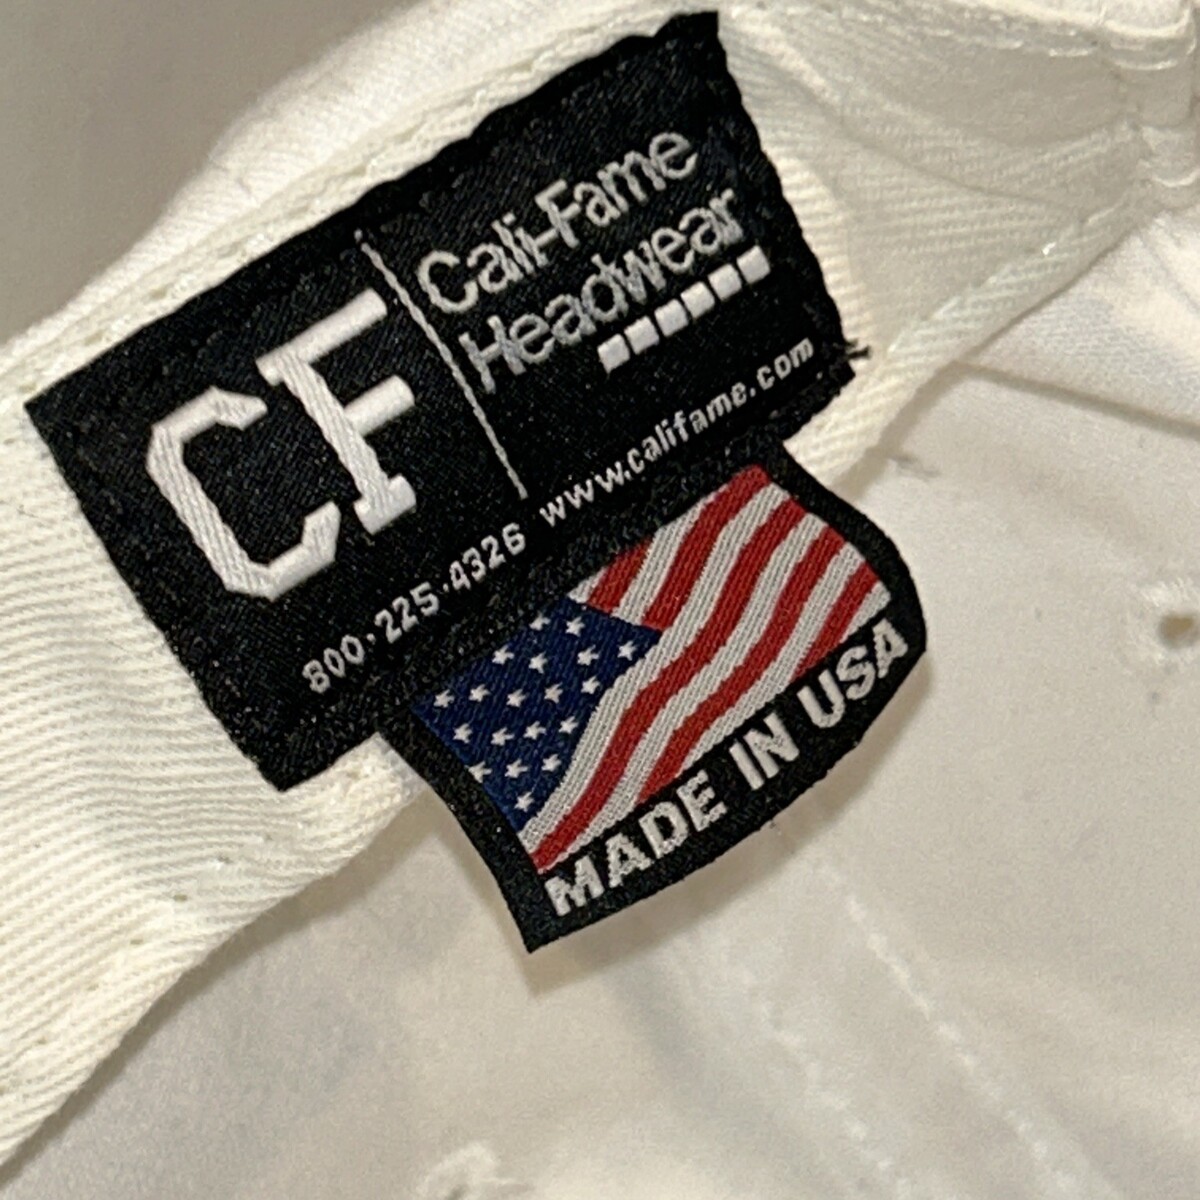 CF
Cali-Fame
Headwear
800·225·4326 www.califame.com
MADE IN USA